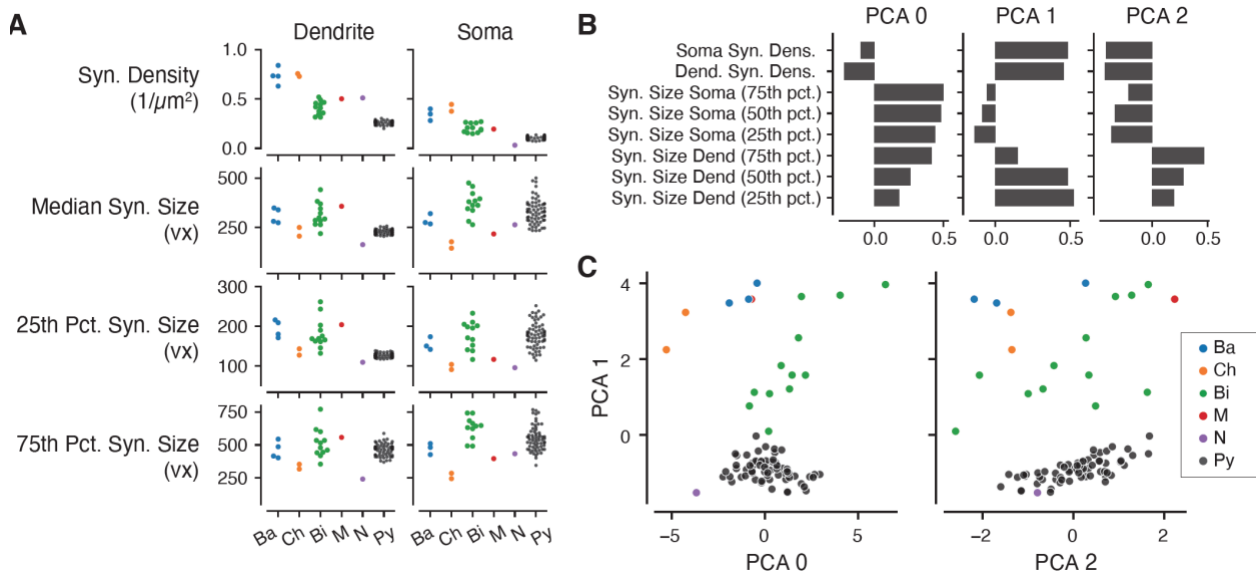 A
Dendrite
Soma
Syn. Density
(1/μm²)
1.0
0.5
0.0
Median Syn. Size
(vx)
500
250
25th Pct. Syn. Size
(vx)
300
200
100
75th Pct. Syn. Size
(vx)
750
500
250
Ba
Ch
Bi
M
N
Py
Ba
Ch
Bi
M
N
Py
B
PCA 0
PCA 1
PCA 2
Soma Syn. Dens.
Dend. Syn. Dens.
Syn. Size Soma (75th pct.)
Syn. Size Soma (50th pct.)
Syn. Size Soma (25th pct.)
Syn. Size Dend (75th pct.)
Syn. Size Dend (50th pct.)
Syn. Size Dend (25th pct.)
0.0
0.5
0.0
0.5
0.0
0.5
C
PCA 1
4
2
0
−5
0
5
PCA 0
−2
0
2
PCA 2
Ba
Ch
Bi
M
N
Py